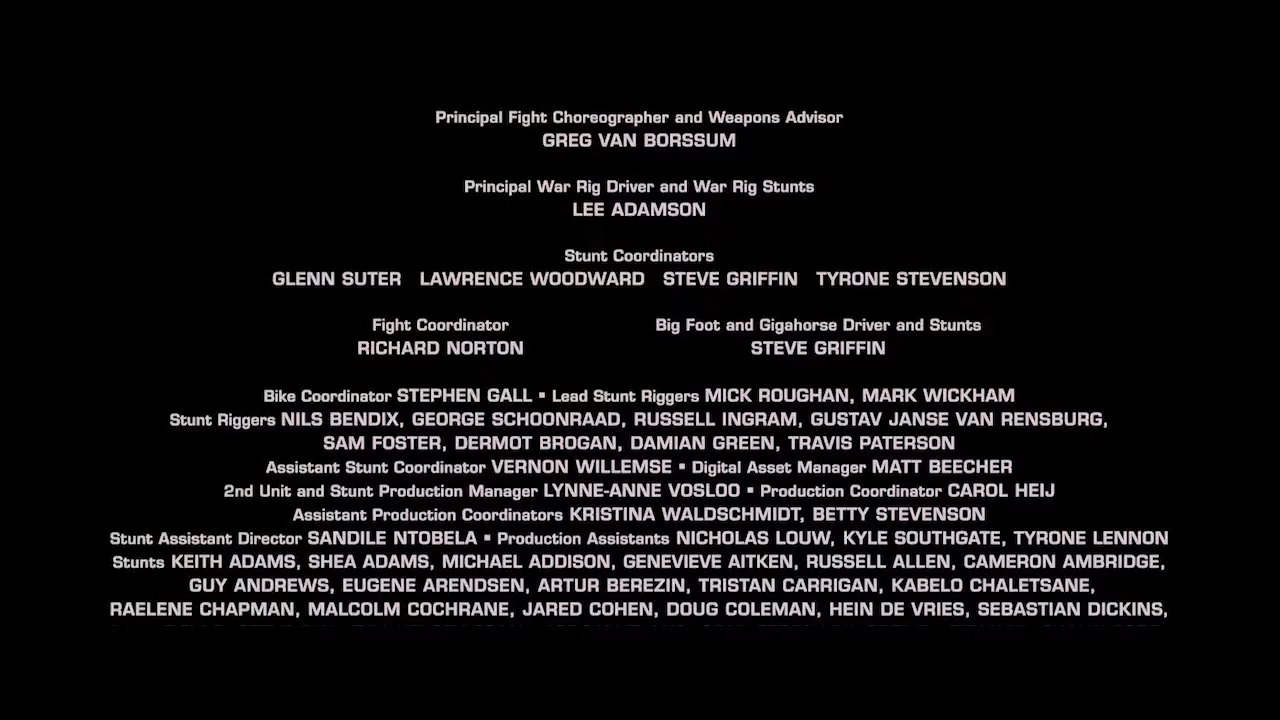 Principal Fight Choreographer and Weapons Advisor
GREG VAN BORSSUM
Principal War Rig Driver and War Rig Stunts
LEE ADAMSON
Stunt Coordinators
GLENN SUTER LAWRENCE WOODWARD STEVE GRIFFIN TYRONE STEVENSON
Fight Coordinator Big Foot and Gigahorse Driver and Stunts
RICHARD NORTON STEVE GRIFFIN
Bike Coordinator STEPHEN GALL ▪ Lead Stunt Riggers MICK ROUGHAN, MARK WICKHAM
Stunt Riggers NILS BENDIX, GEORGE SCHOONRAAD, RUSSELL INGRAM, GUSTAV JANSE VAN RENSBURG,
SAM FOSTER, DERMOT BROGAN, DAMIAN GREEN, TRAVIS PATERSON
Assistant Stunt Coordinator VERNON WILLEMSE ▪ Digital Asset Manager MATT BEECHER
2nd Unit and Stunt Production Manager LYNNE-ANNE VOSLOO ▪ Production Coordinator CAROL HEIJ
Assistant Production Coordinators KRISTINA WALDSCHMIDT, BETTY STEVENSON
Stunt Assistant Director SANDILE NTOBELA ▪ Production Assistants NICHOLAS LOUW, KYLE SOUTHGATE, TYRONE LENNON
Stunts KEITH ADAMS, SHEA ADAMS, MICHAEL ADDISON, GENEVIEVE AITKEN, RUSSELL ALLEN, CAMERON AMBRIDGE,
GUY ANDREWS, EUGENE ARENDSEN, ARTUR BEREZIN, TRISTAN CARRIGAN, KABELO CHALETSANE,
RAELENE CHAPMAN, MALCOLM COCHRANE, JARED COHEN, DOUG COLEMAN, HEIN DE VRIES, SEBASTIAN DICKINS,